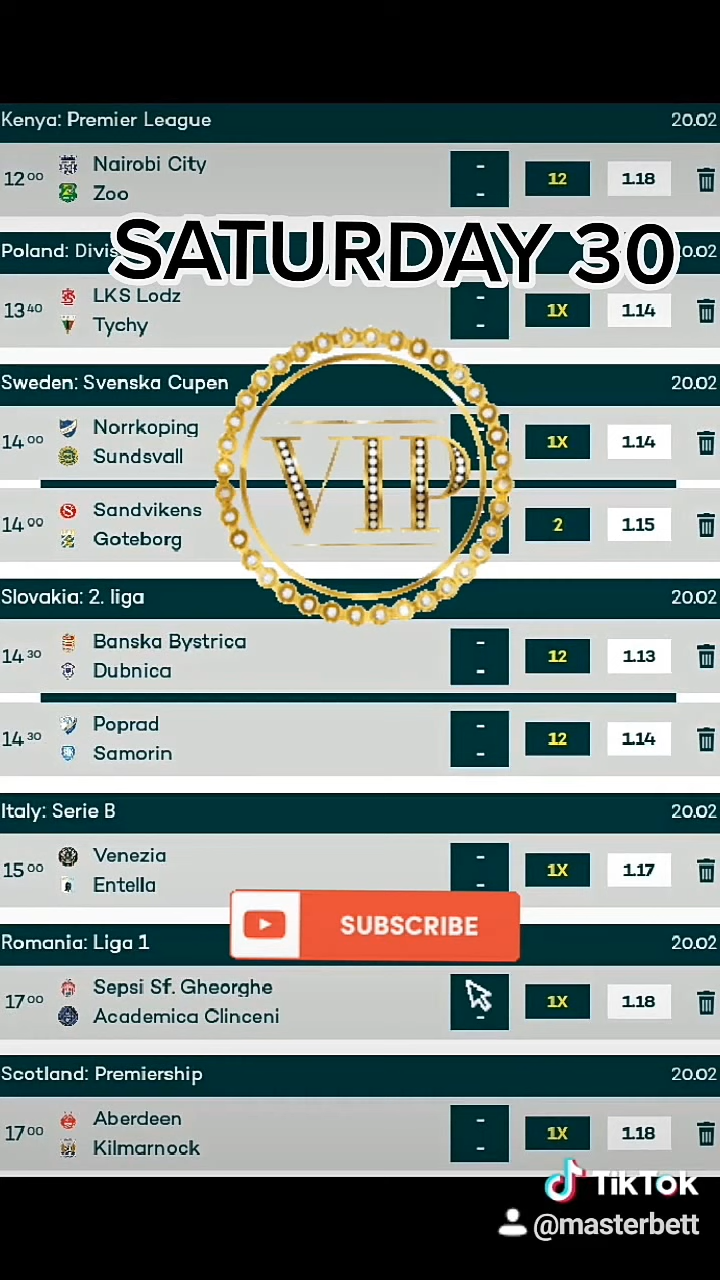 Kenya: Premier League 20.02
12 00 Nairobi City
Zoo
12 1.18
SATURDAY 30
Poland: Divis 0.02
13 40 LKS Lodz
Tychy
1X 1.14
Sweden: Svenska Cupen 20.02
14 00 Norrkoping
Sundsvall
1X 1.14
VIP
14 00 Sandvikens
Goteborg
2 1.15
Slovakia: 2. liga 20.02
14 30 Banska Bystrica
Dubnica
12 1.13
14 30 Poprad
Samorin
12 1.14
Italy: Serie B 20.02
15 00 Venezia
Entella
1X 1.17
SUBSCRIBE
Romania: Liga 1 20.02
17 00 Sepsi Sf. Gheorghe
Academica Clinceni
1X 1.18
Scotland: Premiership 20.02
17 00 Aberdeen
Kilmarnock
1X 1.18
TikTok
@masterbett